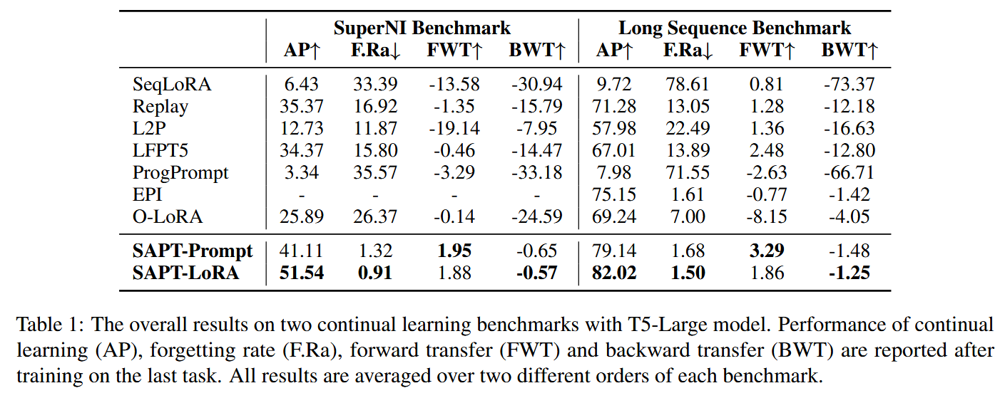 SuperNI Benchmark Long Sequence Benchmark
AP↑ F.Ra↓ FWT↑ BWT↑ AP↑ F.Ra↓ FWT↑ BWT↑
SeqLoRA 6.43 33.39 -13.58 -30.94 9.72 78.61 0.81 -73.37
Replay 35.37 16.92 -1.35 -15.79 71.28 13.05 1.28 -12.18
L2P 12.73 11.87 -19.14 -7.95 57.98 22.49 1.36 -16.63
LFPT5 34.37 15.80 -0.46 -14.47 67.01 13.89 2.48 -12.80
ProgPrompt 3.34 35.57 -3.29 -33.18 7.98 71.55 -2.63 -66.71
EPI - - - - 75.15 1.61 -0.77 -1.42
O-LoRA 25.89 26.37 -0.14 -24.59 69.24 7.00 -8.15 -4.05
SAPT-Prompt 41.11 1.32 1.95 -0.65 79.14 1.68 3.29 -1.48
SAPT-LoRA 51.54 0.91 1.88 -0.57 82.02 1.50 1.86 -1.25
Table 1: The overall results on two continual learning benchmarks with T5-Large model. Performance of continual
learning (AP), forgetting rate (F.Ra), forward transfer (FWT) and backward transfer (BWT) are reported after
training on the last task. All results are averaged over two different orders of each benchmark.